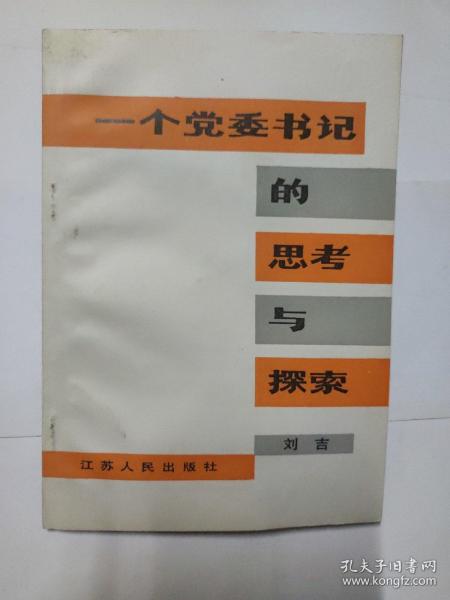 一个党委书记
的
思考
与
探索
刘吉
江苏人民出版社
孔夫子旧书网
www.kongfz.com